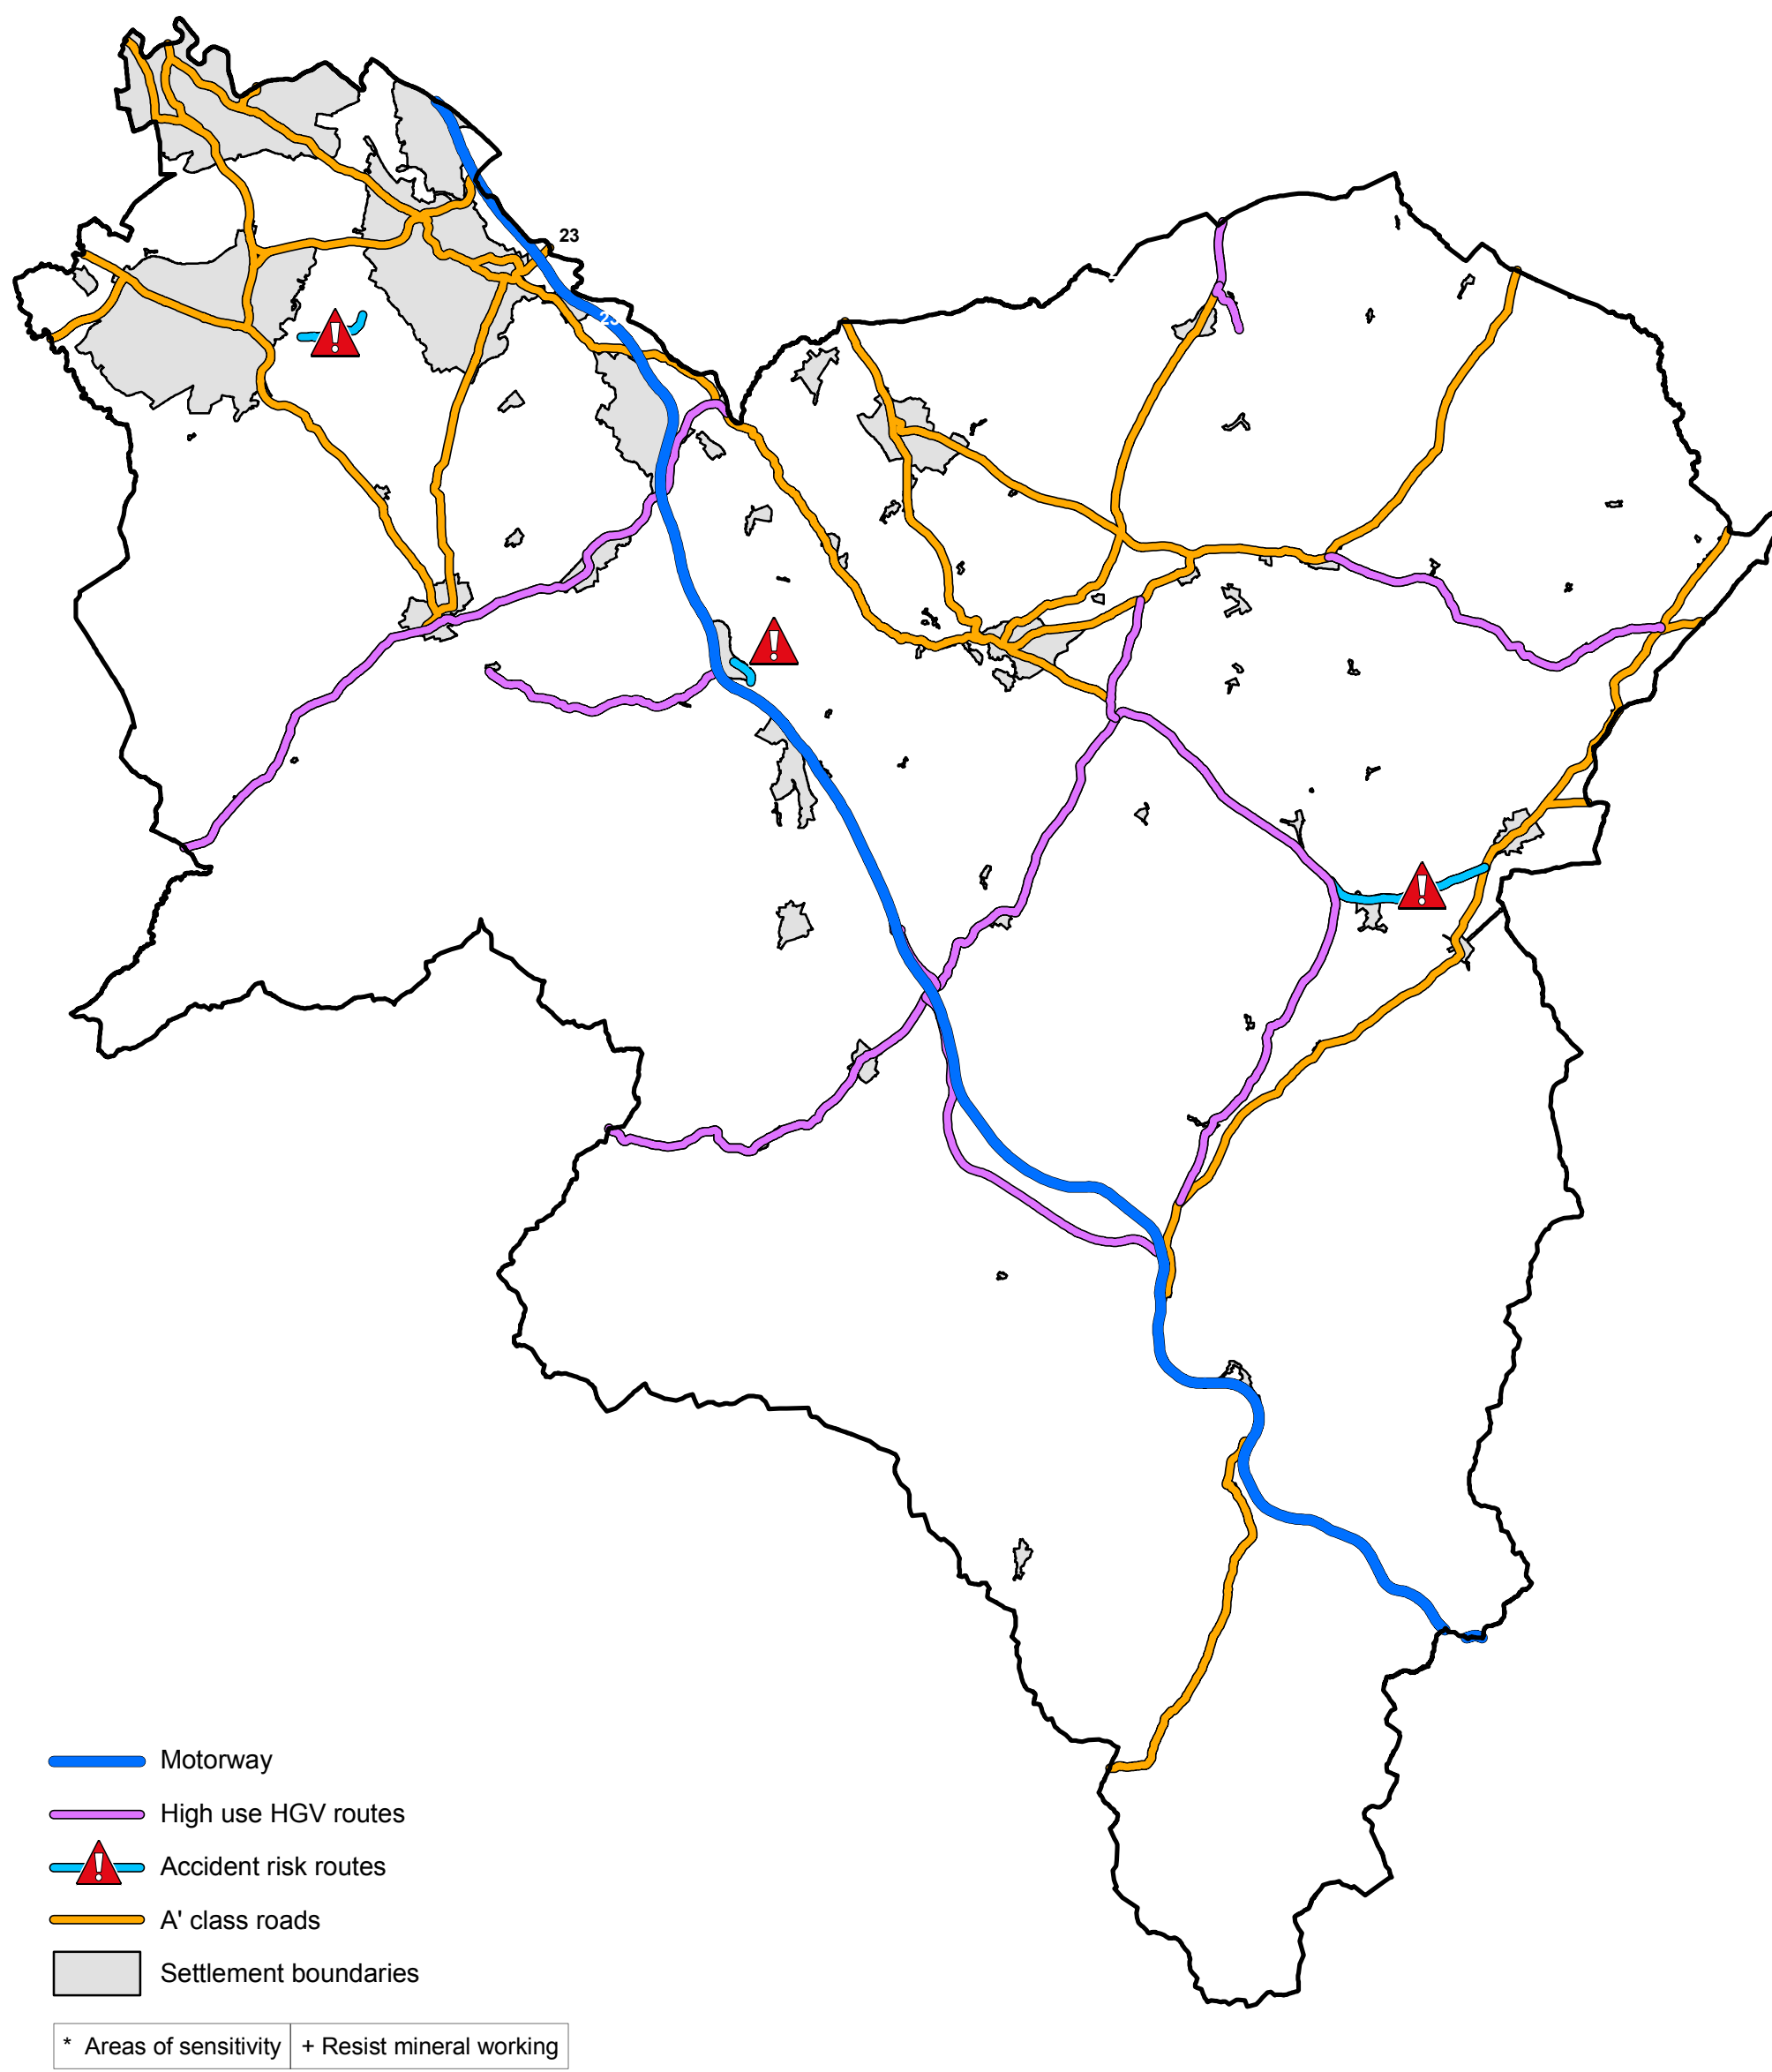 23
23
Motorway
High use HGV routes
Accident risk routes
A' class roads
Settlement boundaries
* Areas of sensitivity + Resist mineral working